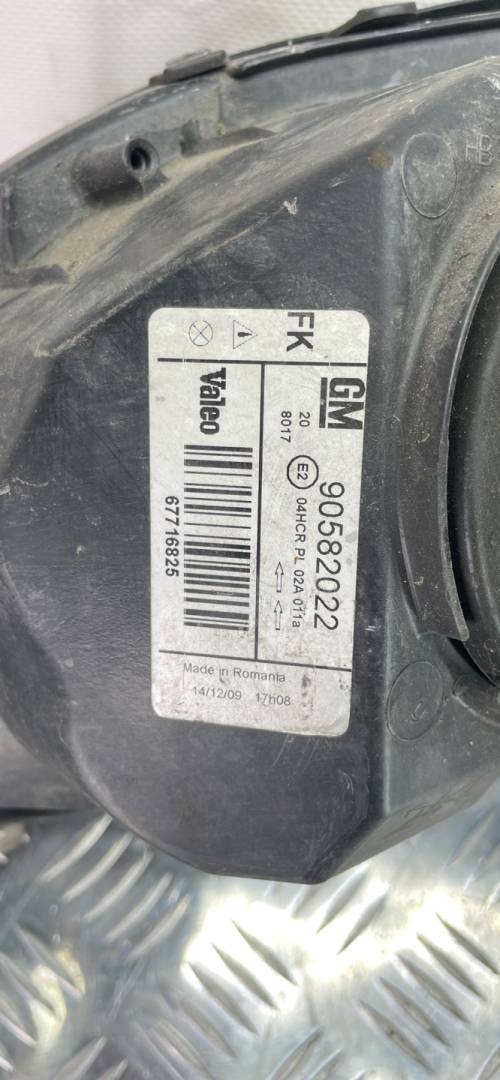 FK
GM
90582022
20
8017
E2
04HCR PL 02A 011a
Valeo
67716825
Made in Romania
14/12/09 17h08